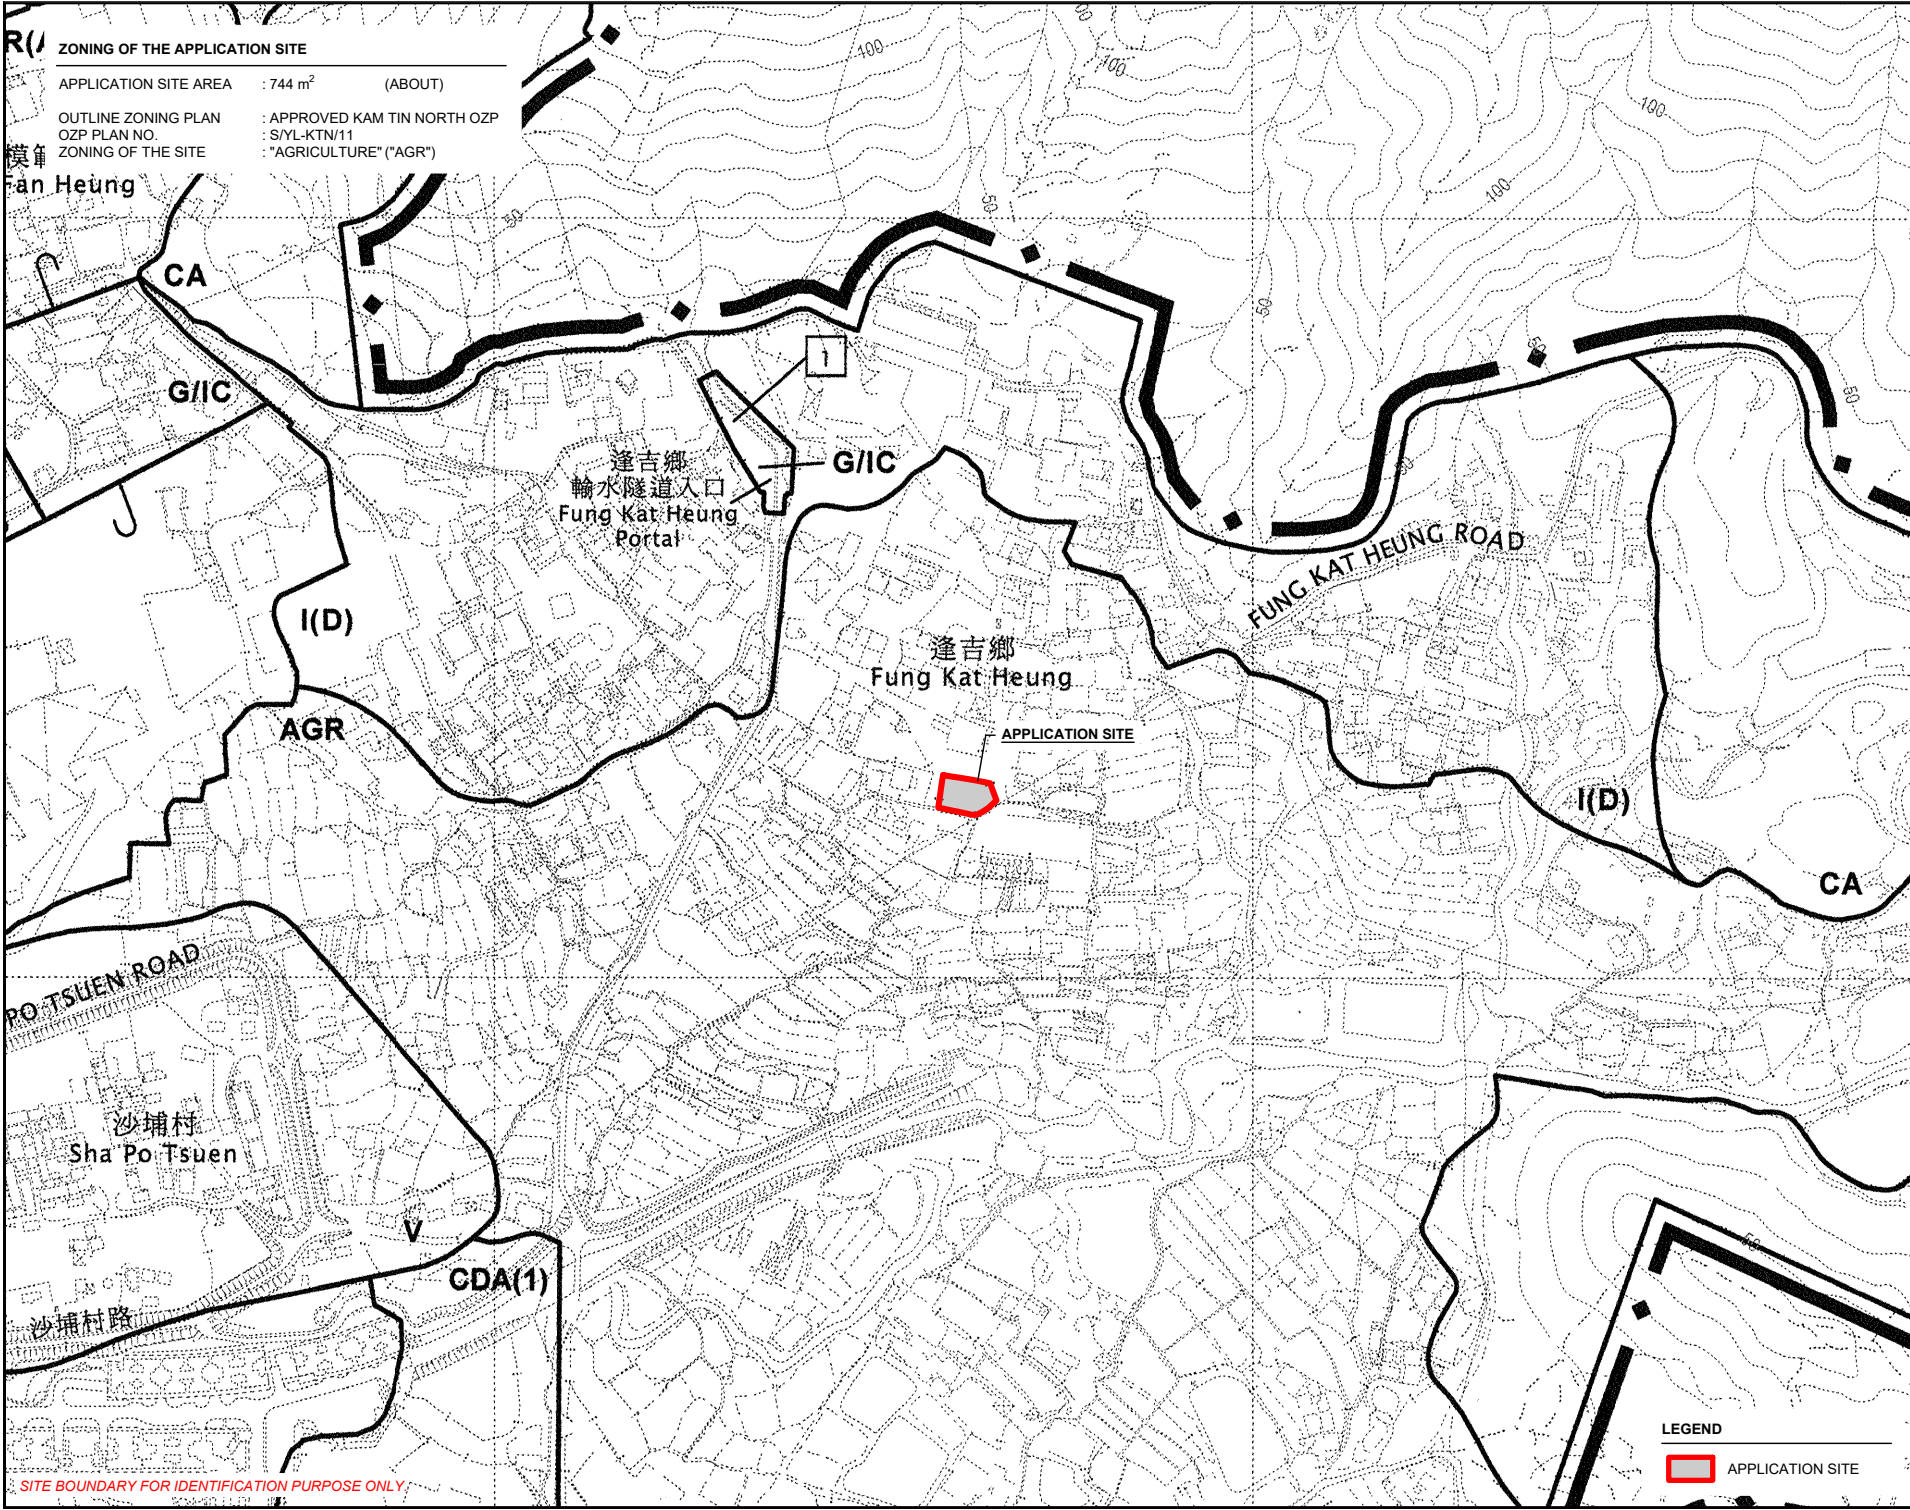 R(A
ZONING OF THE APPLICATION SITE
APPLICATION SITE AREA : 744 m² (ABOUT)
OUTLINE ZONING PLAN : APPROVED KAM TIN NORTH OZP
OZP PLAN NO. : S/YL-KTN/11
ZONING OF THE SITE : "AGRICULTURE" ("AGR")
Fan Heung
100
100
100
100
100
50
50
50
50
50
50
CA
1
G/IC
G/IC
逢吉鄉
輸水隧道入口
Fung Kat Heung
Portal
FUNG KAT HEUNG ROAD
I(D)
逢吉鄉
Fung Kat Heung
AGR
APPLICATION SITE
I(D)
CA
PO TSUEN ROAD
沙埔村
Sha Po Tsuen
V
CDA(1)
沙埔村路
LEGEND
APPLICATION SITE
SITE BOUNDARY FOR IDENTIFICATION PURPOSE ONLY.